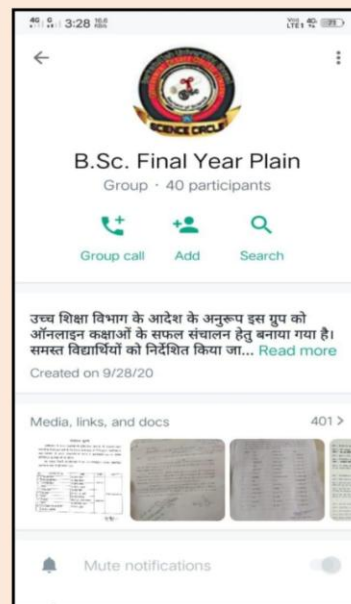 3:28
B.Sc. Final Year Plain
Group · 40 participants
Group call Add Search
उच्च शिक्षा विभाग के आदेश के अनुरूप इस ग्रुप को
ऑनलाइन कक्षाओं के सफल संचालन हेतु बनाया गया है।
समस्त विद्यार्थियों को निर्देशित किया जा... Read more
Created on 9/28/20
Media, links, and docs 401 >
Mute notifications